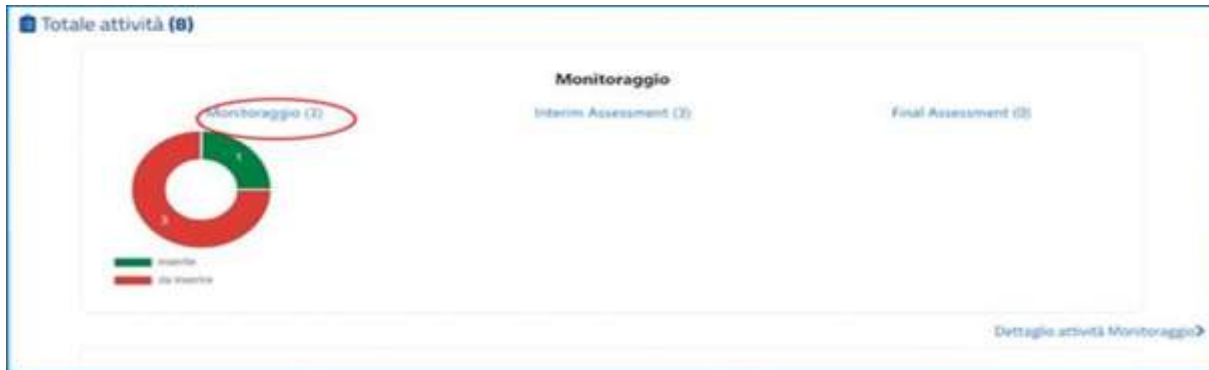 Totale attività (8)
Monitoraggio
Monitoraggio (3)
Interim Assessment (3)
Final Assessment (0)
1
3
inserite
da inserire
Dettaglio attività Monitoraggio